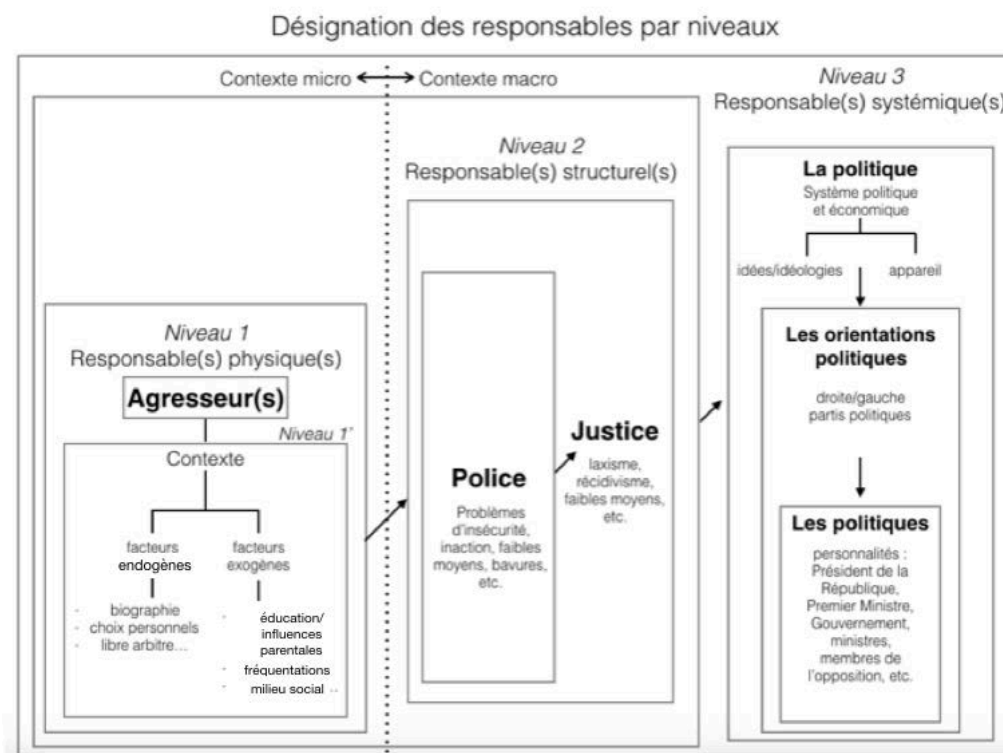 Désignation des responsables par niveaux
Contexte micro
Contexte macro
Niveau 1
Responsable(s) physique(s)
Agresseur(s)
Niveau 1'
Contexte
facteurs
endogènes
· biographie
· choix personnels
· libre arbitre...
facteurs
exogènes
· éducation/
influences
parentales
· fréquentations
· milieu social ...
Niveau 2
Responsable(s) structurel(s)
Police
Problèmes
d'insécurité,
inaction, faibles
moyens, bavures,
etc.
Justice
laxisme,
récidivisme,
faibles moyens,
etc.
Niveau 3
Responsable(s) systémique(s)
La politique
Système politique
et économique
idées/idéologies
appareil
Les orientations
politiques
droite/gauche
partis politiques
Les politiques
personnalités :
Président de la
République,
Premier Ministre,
Gouvernement,
ministres,
membres de
l'opposition, etc.